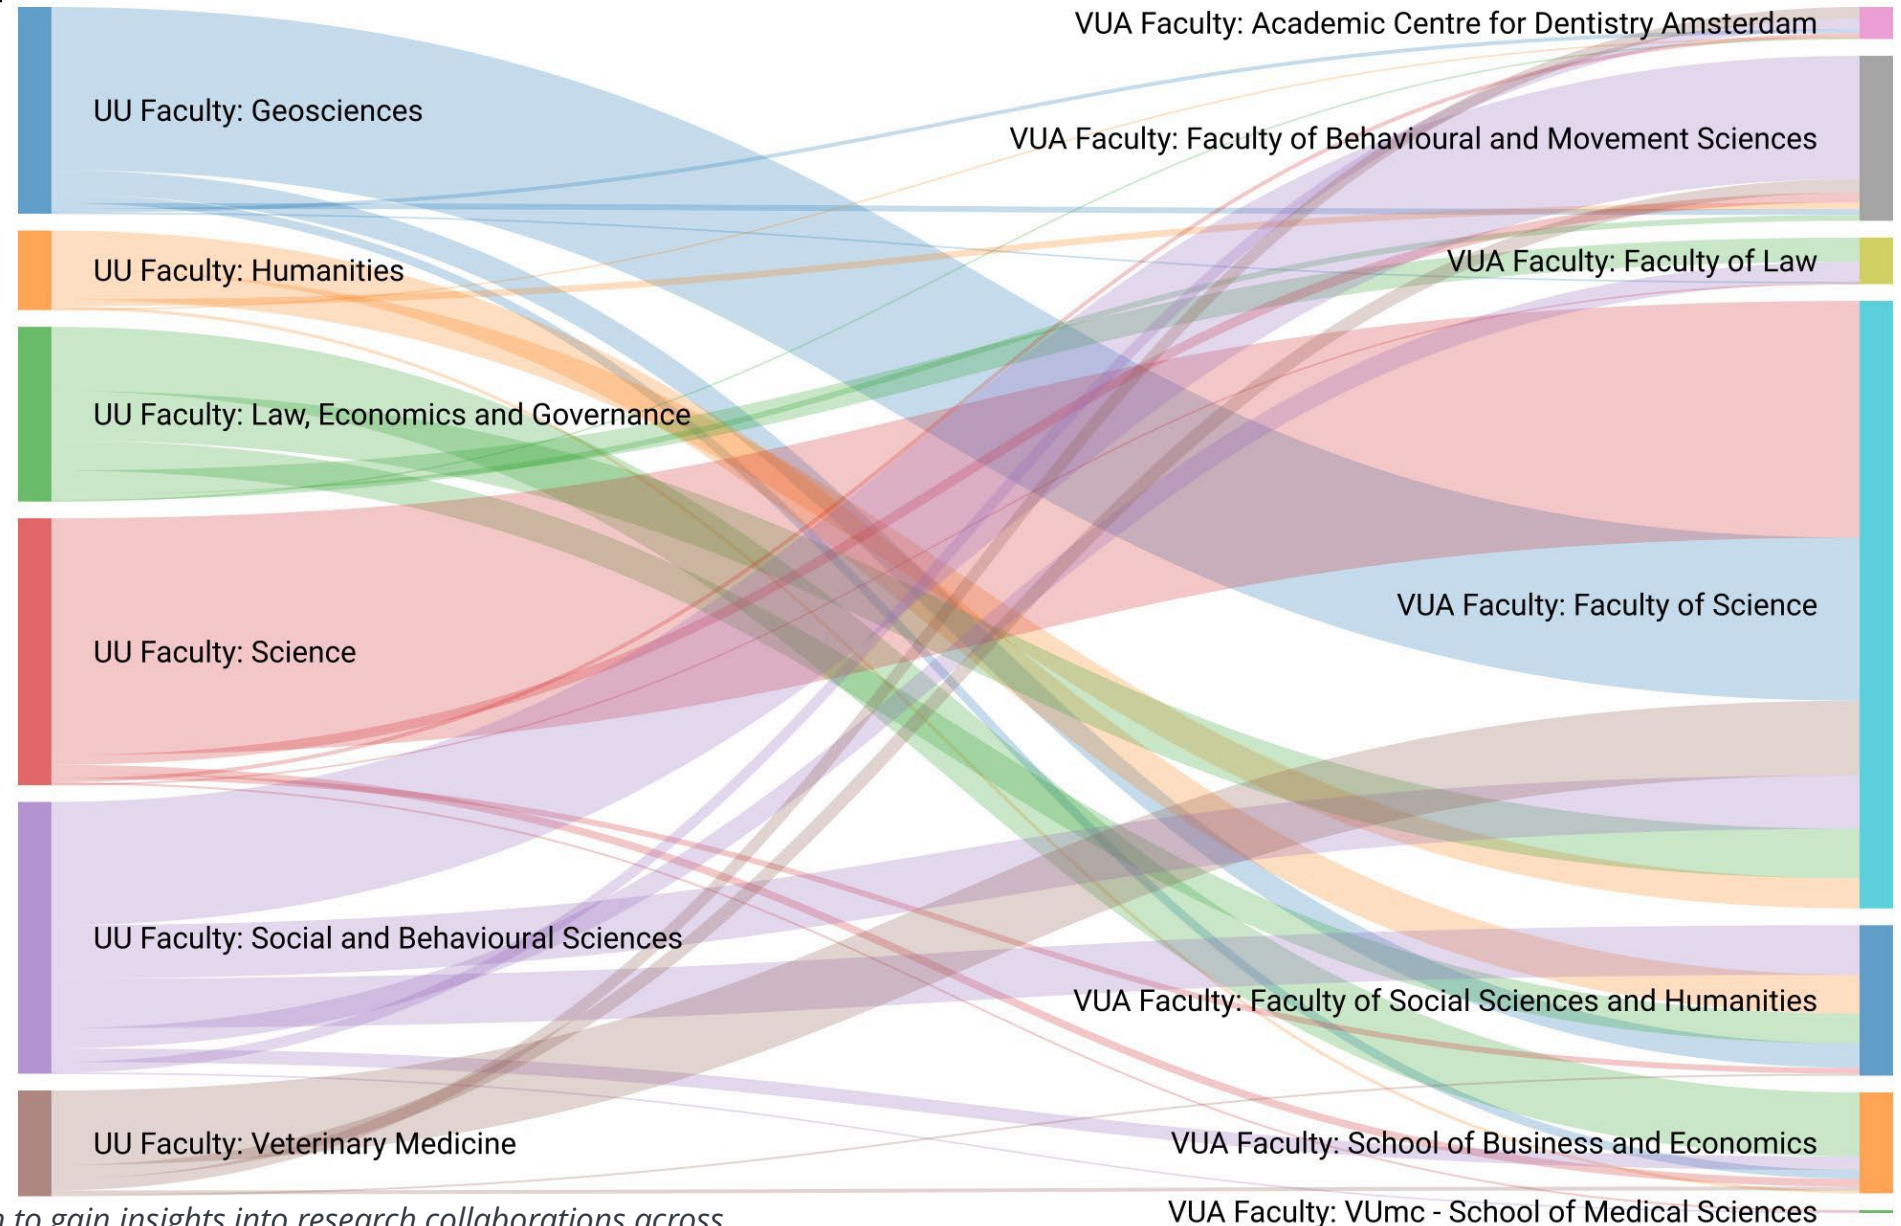 UU Faculty: Geosciences
UU Faculty: Humanities
UU Faculty: Law, Economics and Governance
UU Faculty: Science
UU Faculty: Social and Behavioural Sciences
UU Faculty: Veterinary Medicine
VUA Faculty: Academic Centre for Dentistry Amsterdam
VUA Faculty: Faculty of Behavioural and Movement Sciences
VUA Faculty: Faculty of Law
VUA Faculty: Faculty of Science
VUA Faculty: Faculty of Social Sciences and Humanities
VUA Faculty: School of Business and Economics
VUA Faculty: VUmc - School of Medical Sciences
to gain insights into research collaborations across